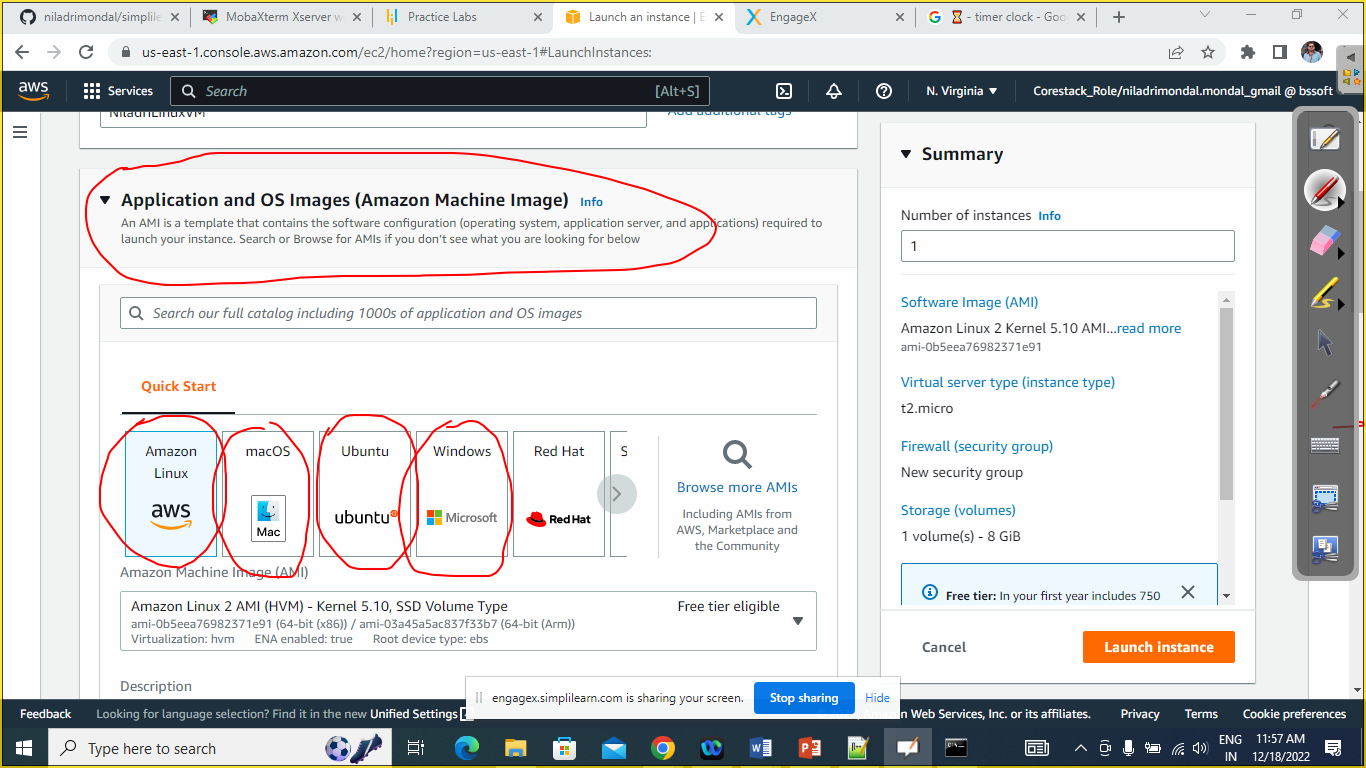 niladrimondal/simplile
MobaXterm Xserver w
Practice Labs
Launch an instance | E
EngageX
- timer clock - Goo
us-east-1.console.aws.amazon.com/ec2/home?region=us-east-1#LaunchInstances:
aws
Services
Search
[Alt+S]
N. Virginia
Corestack_Role/niladrimondal.mondal_gmail @ bssoft
NiladriLinuxVM
Add additional tags
Application and OS Images (Amazon Machine Image) Info
An AMI is a template that contains the software configuration (operating system, application server, and applications) required to
launch your instance. Search or Browse for AMIs if you don't see what you are looking for below
Search our full catalog including 1000s of application and OS images
Quick Start
Amazon
Linux
aws
macOS
Mac
Ubuntu
ubuntu
Windows
Microsoft
Red Hat
Red Hat
S
Browse more AMIs
Including AMIs from
AWS, Marketplace and
the Community
Amazon Machine Image (AMI)
Amazon Linux 2 AMI (HVM) - Kernel 5.10, SSD Volume Type
Free tier eligible
ami-0b5eea76982371e91 (64-bit (x86)) / ami-03a45a5ac837f33b7 (64-bit (Arm))
Virtualization: hvm ENA enabled: true Root device type: ebs
Description
Summary
Number of instances Info
1
Software Image (AMI)
Amazon Linux 2 Kernel 5.10 AMI...read more
ami-0b5eea76982371e91
Virtual server type (instance type)
t2.micro
Firewall (security group)
New security group
Storage (volumes)
1 volume(s) - 8 GiB
Free tier: In your first year includes 750
Cancel
Launch instance
engagex.simplilearn.com is sharing your screen.
Stop sharing
Hide
Feedback
Looking for language selection? Find it in the new Unified Settings
Web Services, Inc. or its affiliates.
Privacy
Terms
Cookie preferences
Type here to search
ENG
IN
11:57 AM
12/18/2022